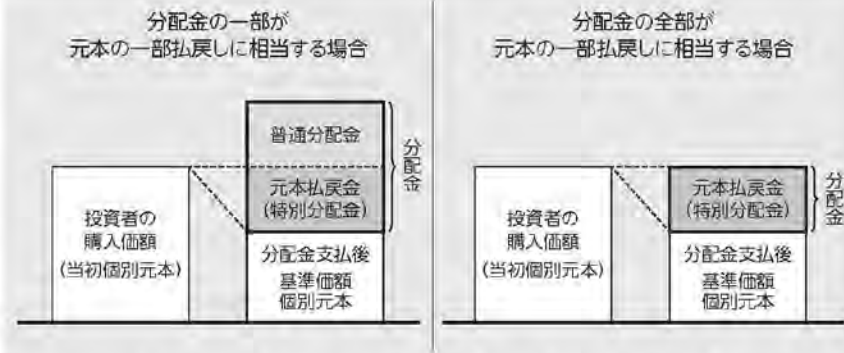 分配金の一部が
元本の一部払戻しに相当する場合
普通分配金
元本払戻金
(特別分配金)
分配金
投資者の
購入価額
(当初個別元本)
分配金支払後
基準価額
個別元本
分配金の全部が
元本の一部払戻しに相当する場合
元本払戻金
(特別分配金)
分配金
投資者の
購入価額
(当初個別元本)
分配金支払後
基準価額
個別元本